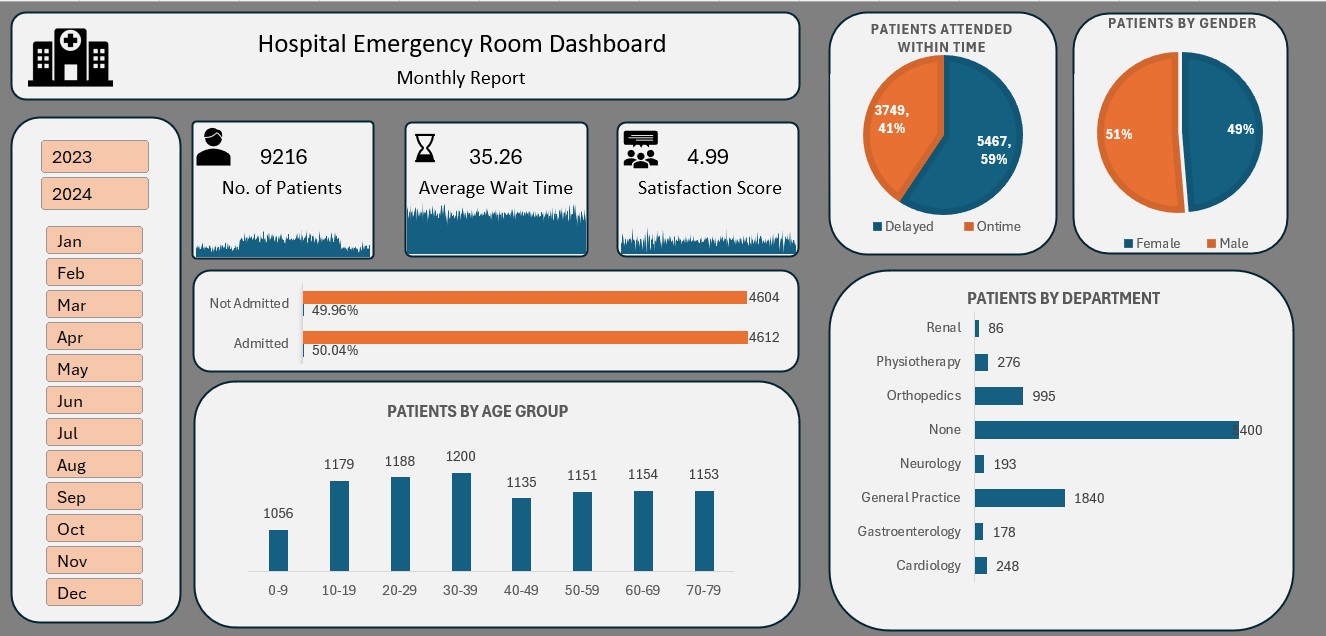 Hospital Emergency Room Dashboard
Monthly Report
2023
2024
Jan
Feb
Mar
Apr
May
Jun
Jul
Aug
Sep
Oct
Nov
Dec
9216
No. of Patients
35.26
Average Wait Time
4.99
Satisfaction Score
Not Admitted
4604
49.96%
Admitted
4612
50.04%
PATIENTS BY AGE GROUP
1056
1179
1188
1200
1135
1151
1154
1153
0-9
10-19
20-29
30-39
40-49
50-59
60-69
70-79
PATIENTS ATTENDED
WITHIN TIME
3749,
41%
5467,
59%
Delayed
Ontime
PATIENTS BY GENDER
51%
49%
Female
Male
PATIENTS BY DEPARTMENT
Renal 86
Physiotherapy 276
Orthopedics 995
None 400
Neurology 193
General Practice 1840
Gastroenterology 178
Cardiology 248